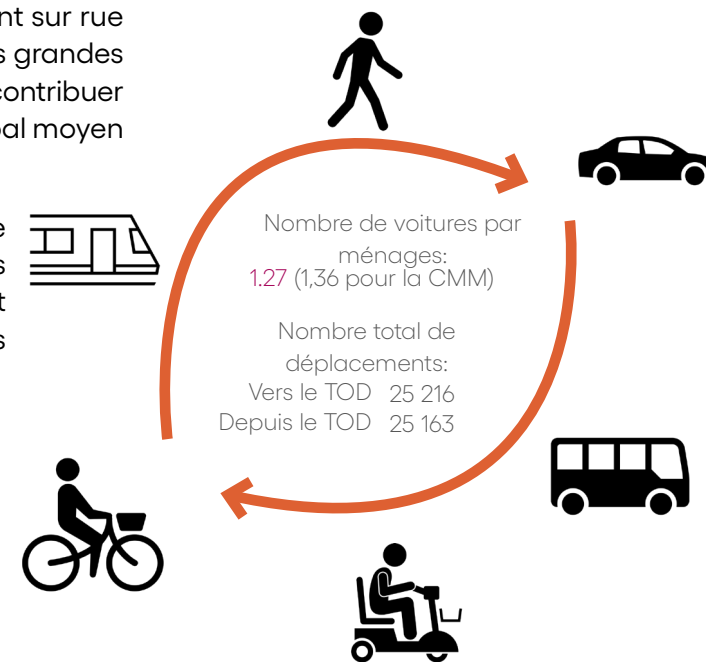 nt sur rue
s grandes
contribuer
pal moyen
e
s
t
s
Nombre de voitures par
ménages:
1.27 (1,36 pour la CMM)
Nombre total de
déplacements:
Vers le TOD 25 216
Depuis le TOD 25 163